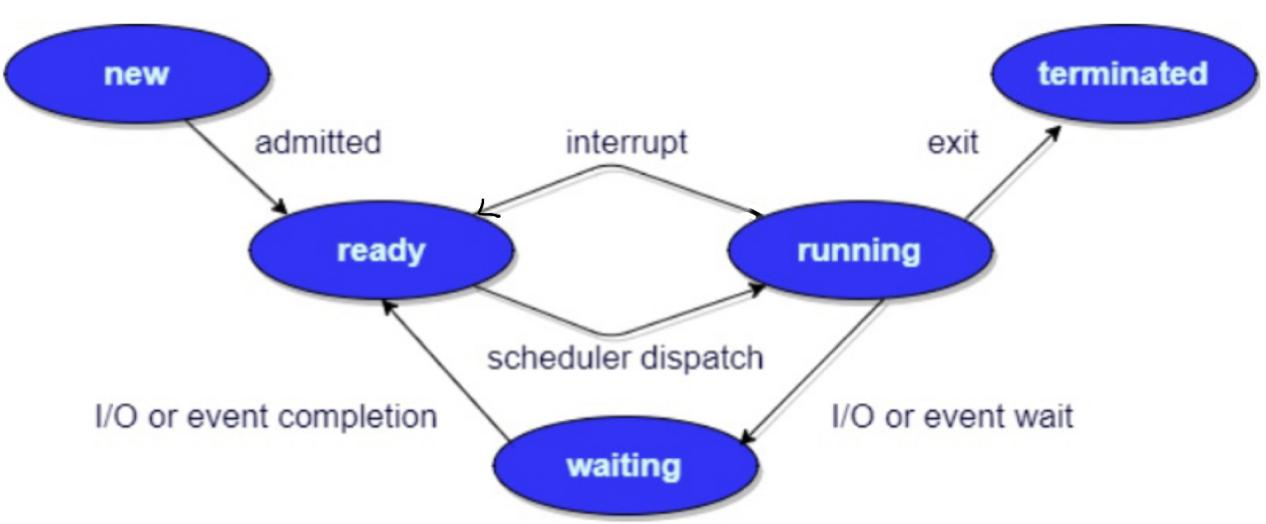 new
terminated
admitted
interrupt
exit
ready
running
scheduler dispatch
I/O or event completion
I/O or event wait
waiting